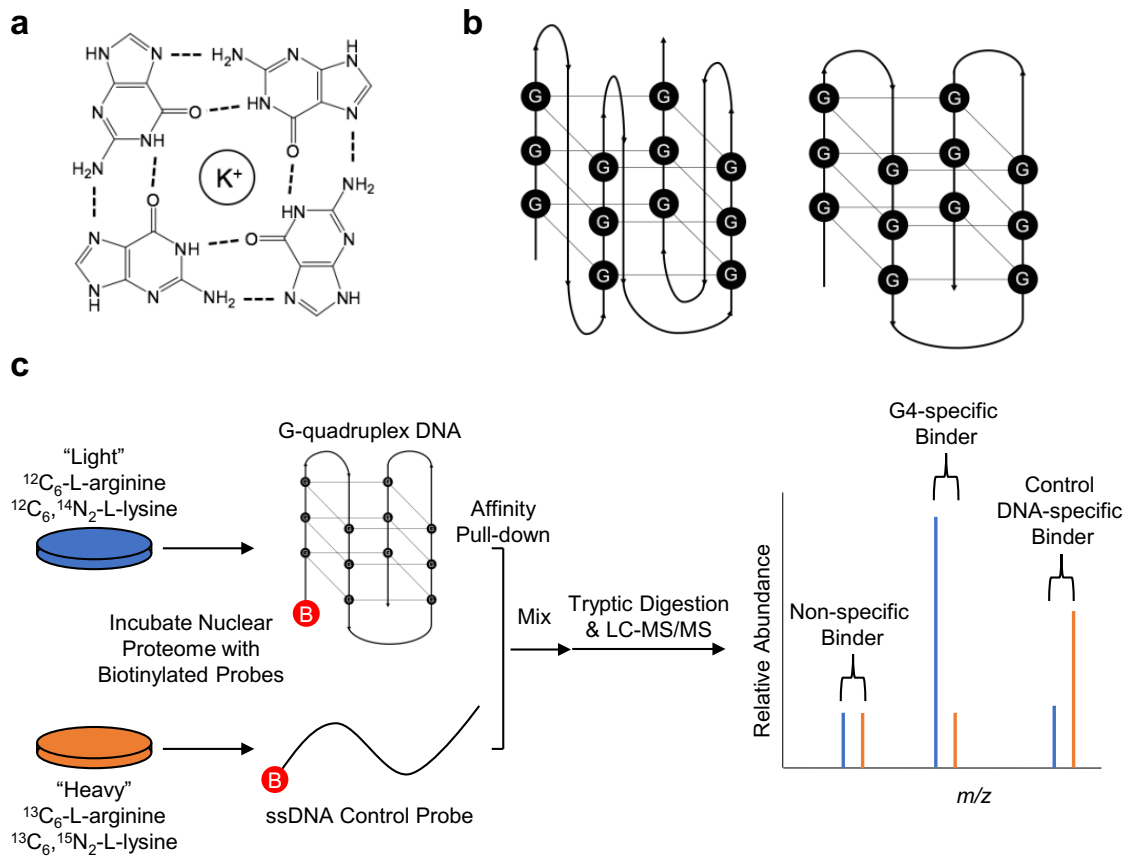 a
HN
N
H₂N
N
H
N
N
O
HN
N
NH
O
N
H₂N
K⁺
NH₂
O
HN
N
N
NH
O
N
H
N
NH₂
N
NH
b
G G G G
G G G G
G G G G
G G G G
G G G G
G G G G
c
"Light"
¹²C₆-L-arginine
¹²C₆,¹⁴N₂-L-lysine
G-quadruplex DNA
G G
G G G
G G G
G G
G G
B
Affinity
Pull-down
Incubate Nuclear
Proteome with
Biotinylated Probes
Mix
Tryptic Digestion
& LC-MS/MS
"Heavy"
¹³C₆-L-arginine
¹³C₆,¹⁵N₂-L-lysine
B
ssDNA Control Probe
G4-specific
Binder
Control
DNA-specific
Binder
Non-specific
Binder
Relative Abundance
m/z